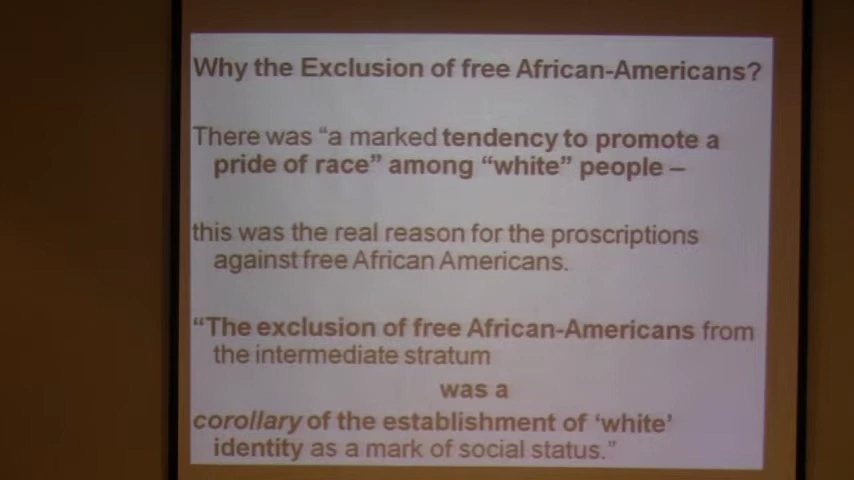 Why the Exclusion of free African-Americans?
There was “a marked tendency to promote a
pride of race” among “white” people –
this was the real reason for the proscriptions
against free African Americans.
“The exclusion of free African-Americans from
the intermediate stratum
was a
corollary of the establishment of ‘white’
identity as a mark of social status.”